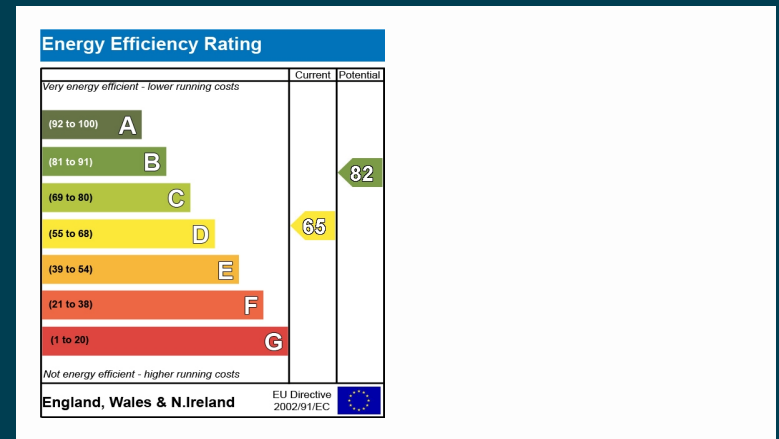 Energy Efficiency Rating
Current Potential
Very energy efficient - lower running costs
(92 to 100) A
(81 to 91) B
82
(69 to 80) C
(55 to 68) D
65
(39 to 54) E
(21 to 38) F
(1 to 20) G
Not energy efficient - higher running costs
England, Wales & N.Ireland
EU Directive
2002/91/EC